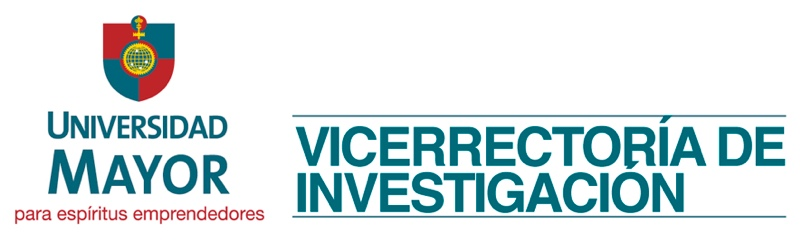 UNIVERSIDAD
MAYOR
para espíritus emprendedores
VICERRECTORÍA DE
INVESTIGACIÓN